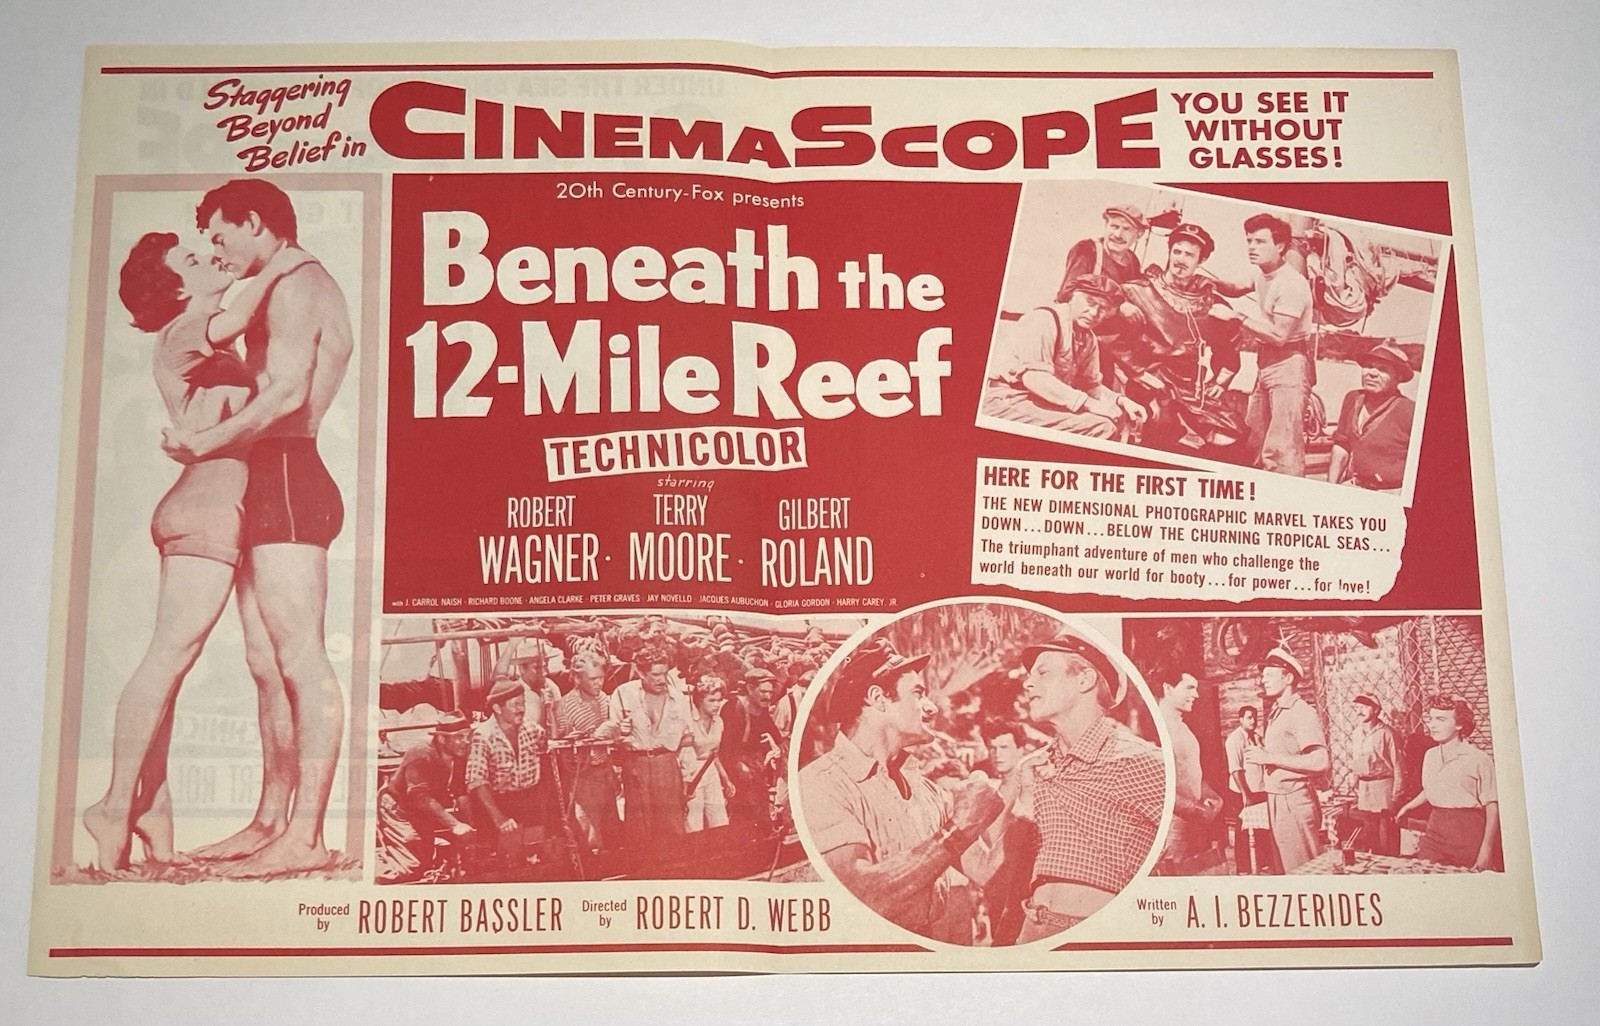 Staggering
Beyond
Belief in
CINEMASCOPE
YOU SEE IT
WITHOUT
GLASSES!
20th Century-Fox presents
Beneath the
12-Mile Reef
TECHNICOLOR
starring
ROBERT WAGNER · TERRY MOORE · GILBERT ROLAND
with J. CARROL NAISH · RICHARD BOONE · ANGELA CLARKE · PETER GRAVES · JAY NOVELLO · JACQUES AUBUCHON · GLORIA GORDON · HARRY CAREY, JR.
HERE FOR THE FIRST TIME!
THE NEW DIMENSIONAL PHOTOGRAPHIC MARVEL TAKES YOU
DOWN...DOWN...BELOW THE CHURNING TROPICAL SEAS...
The triumphant adventure of men who challenge the
world beneath our world for booty...for power...for love!
Produced by ROBERT BASSLER Directed by ROBERT D. WEBB
Written by A. I. BEZZERIDES